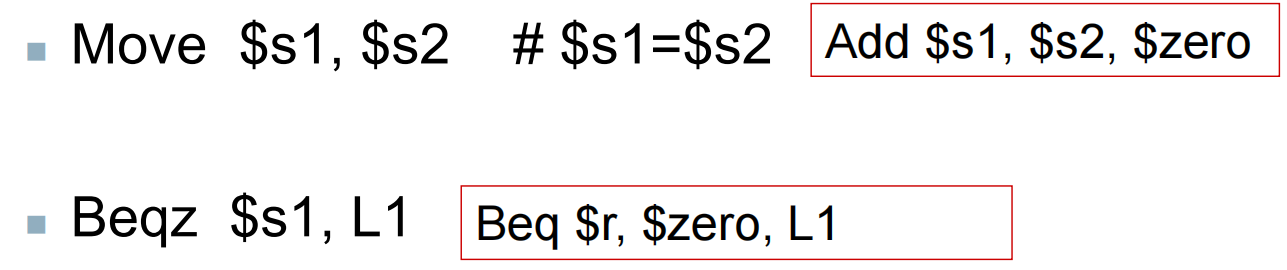 Move $s1, $s2 # $s1=$s2 Add $s1, $s2, $zero
Beqz $s1, L1 Beq $r, $zero, L1